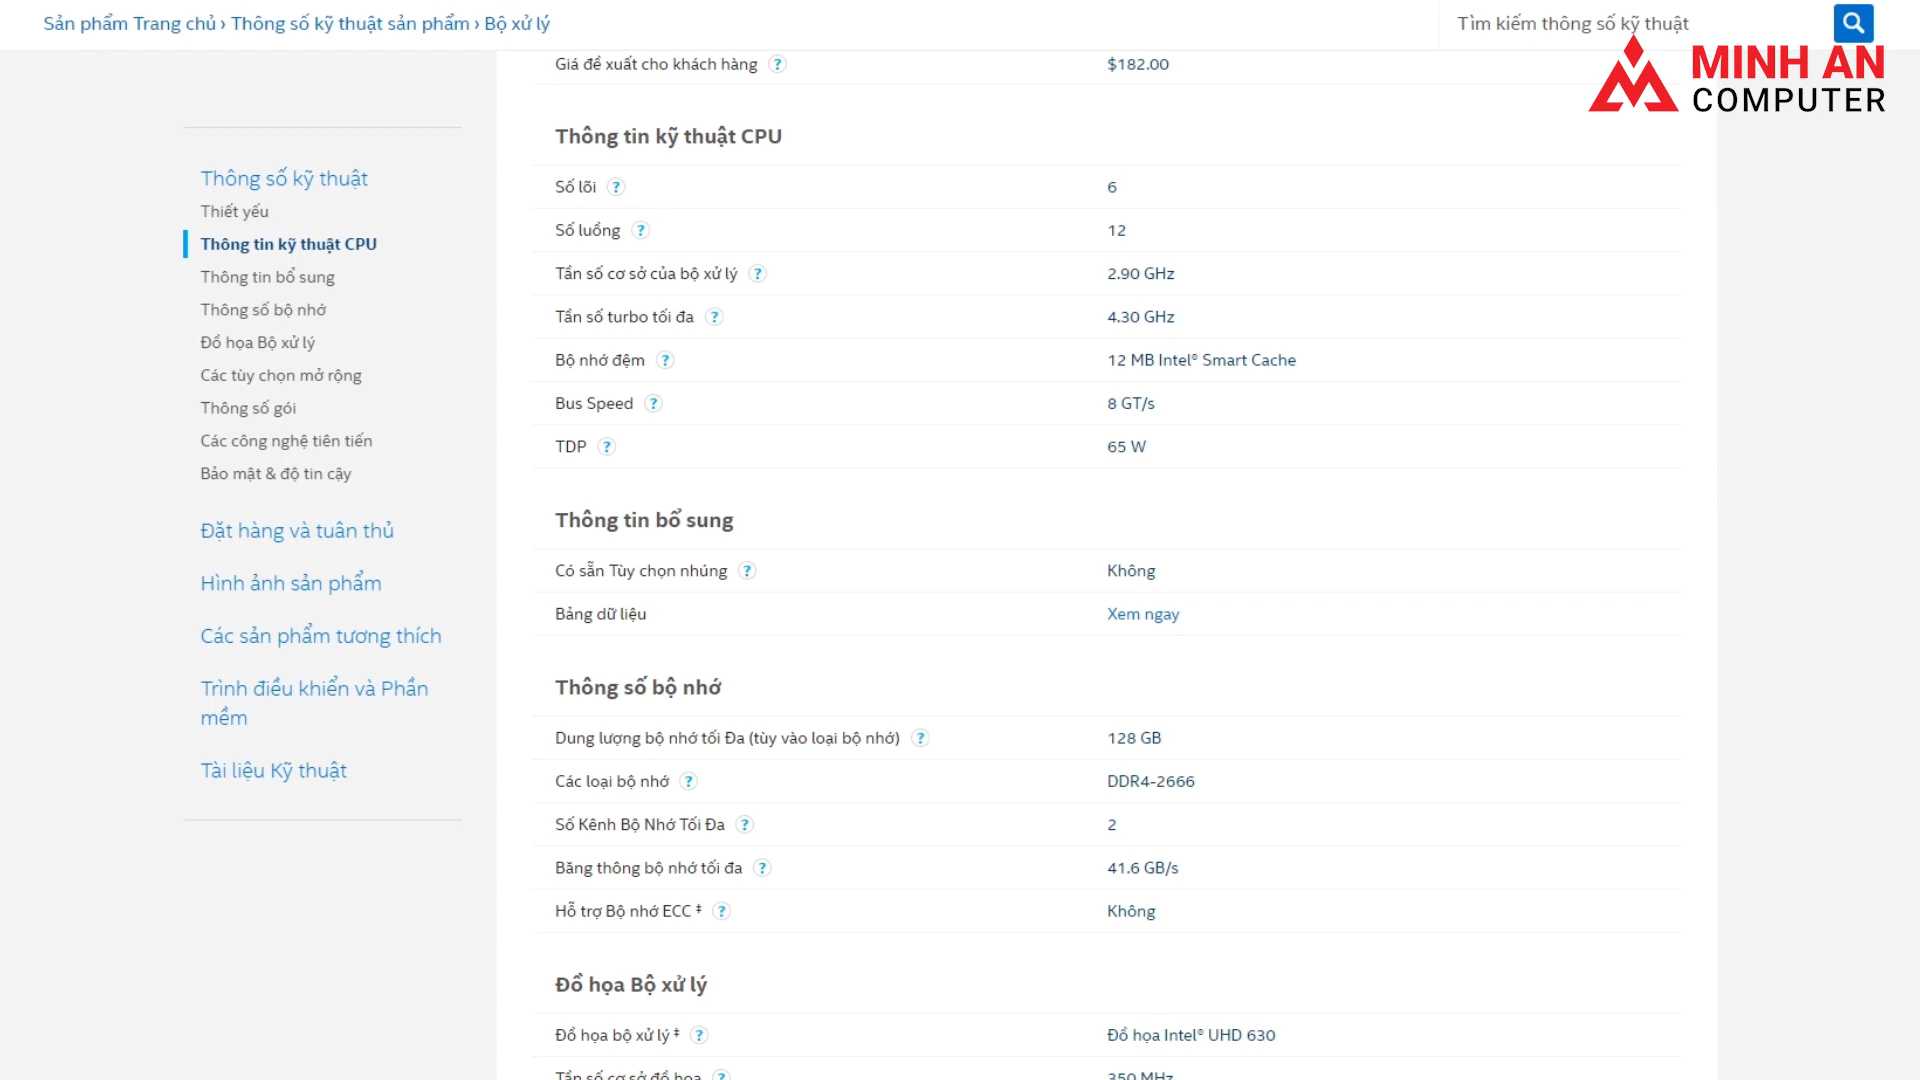 Sản phẩm Trang chủ › Thông số kỹ thuật sản phẩm › Bộ xử lý
Tìm kiếm thông số kỹ thuật
MINH AN
COMPUTER
Thông số kỹ thuật
Thiết yếu
Thông tin kỹ thuật CPU
Thông tin bổ sung
Thông số bộ nhớ
Đồ họa Bộ xử lý
Các tùy chọn mở rộng
Thông số gói
Các công nghệ tiên tiến
Bảo mật & độ tin cậy
Đặt hàng và tuân thủ
Hình ảnh sản phẩm
Các sản phẩm tương thích
Trình điều khiển và Phần
mềm
Tài liệu Kỹ thuật
Giá đề xuất cho khách hàng ? $182.00
Thông tin kỹ thuật CPU
Số lõi ? 6
Số luồng ? 12
Tần số cơ sở của bộ xử lý ? 2.90 GHz
Tần số turbo tối đa ? 4.30 GHz
Bộ nhớ đệm ? 12 MB Intel® Smart Cache
Bus Speed ? 8 GT/s
TDP ? 65 W
Thông tin bổ sung
Có sẵn Tùy chọn nhúng ? Không
Bảng dữ liệu Xem ngay
Thông số bộ nhớ
Dung lượng bộ nhớ tối Đa (tùy vào loại bộ nhớ) ? 128 GB
Các loại bộ nhớ ? DDR4-2666
Số Kênh Bộ Nhớ Tối Đa ? 2
Băng thông bộ nhớ tối đa ? 41.6 GB/s
Hỗ trợ Bộ nhớ ECC ‡ ? Không
Đồ họa Bộ xử lý
Đồ họa bộ xử lý ‡ ? Đồ họa Intel® UHD 630
Tần số cơ sở đồ họa ? 350 MHz